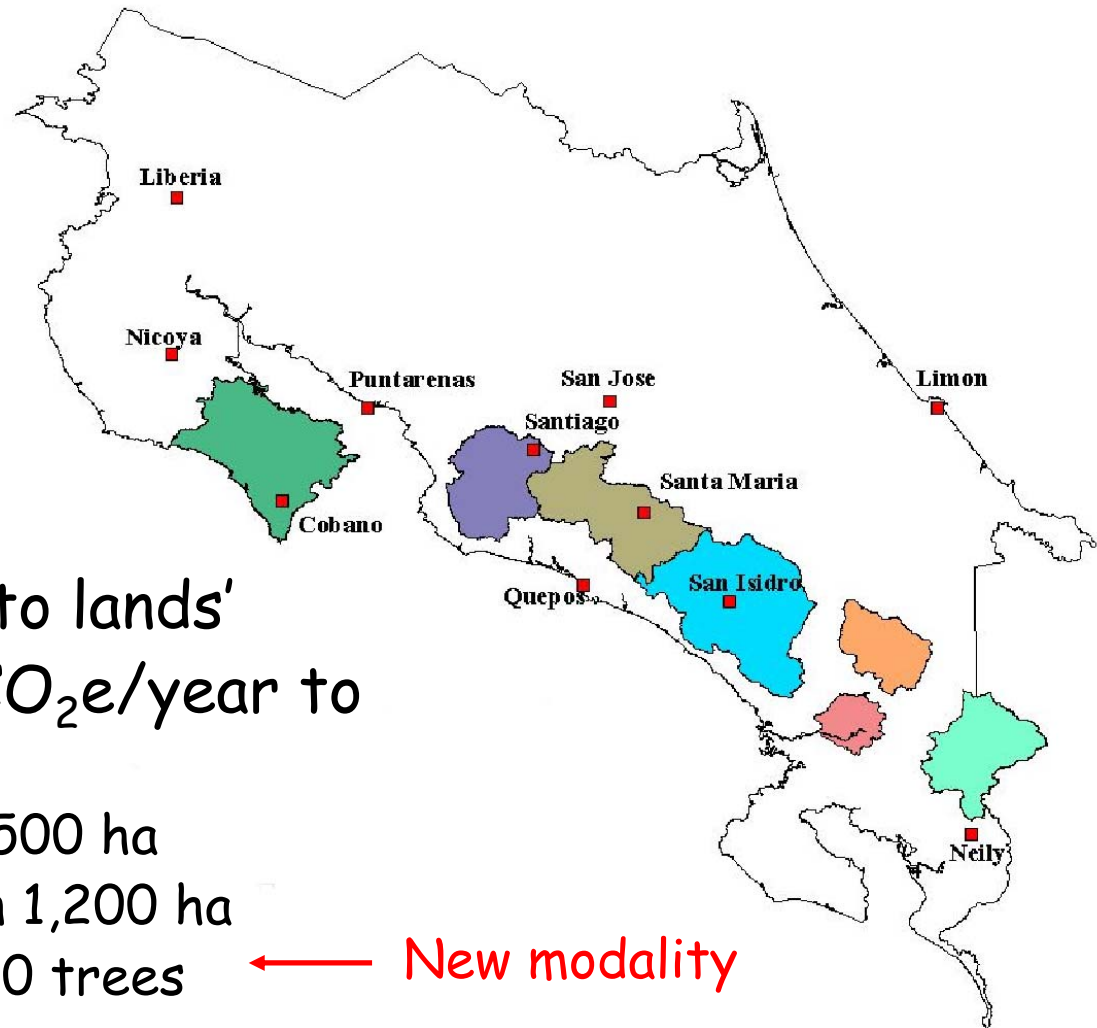 Liberia
Nicoya
Puntarenas
San Jose
Limon
Santiago
Santa Maria
Cobano
Quepos
San Isidro
to lands'
CO₂e/year to
500 ha
1,200 ha
0 trees
New modality
Neily